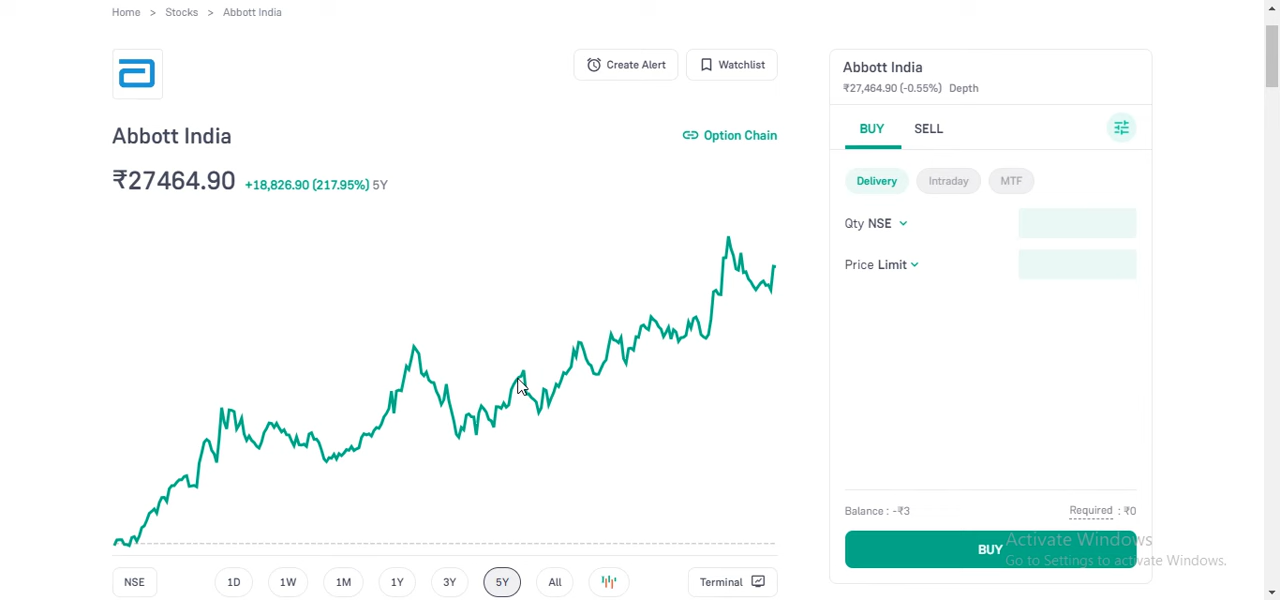 Home > Stocks > Abbott India
Create Alert
Watchlist
Abbott India
Option Chain
₹27464.90 +18,826.90 (217.95%) 5Y
NSE
1D
1W
1M
1Y
3Y
5Y
All
Terminal
Abbott India
₹27,464.90 (-0.55%) Depth
BUY SELL
Delivery Intraday MTF
Qty NSE
Price Limit
Balance : -₹3 Required : ₹0
BUY
Activate Windows
Go to Settings to activate Windows.